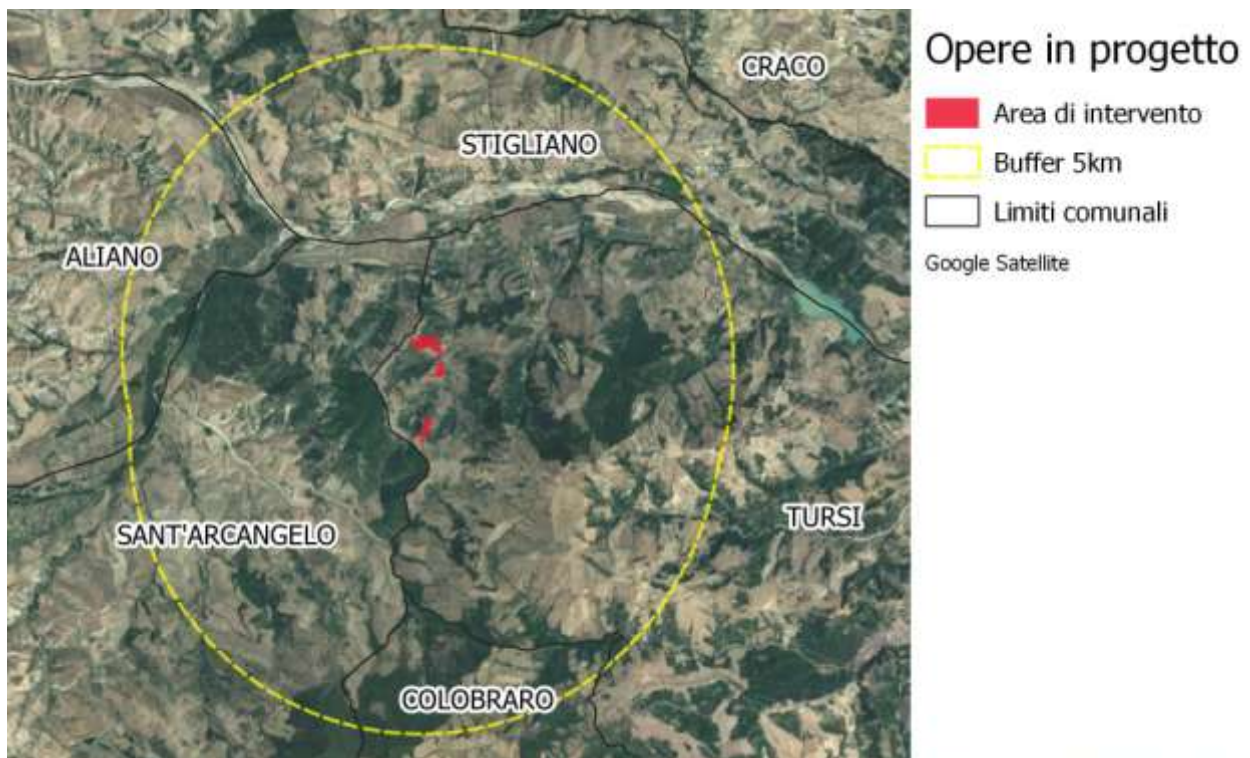 CRACO
STIGLIANO
ALIANO
SANT'ARCANGELO
TURSI
COLOBRARO
Opere in progetto
Area di intervento
Buffer 5km
Limiti comunali
Google Satellite